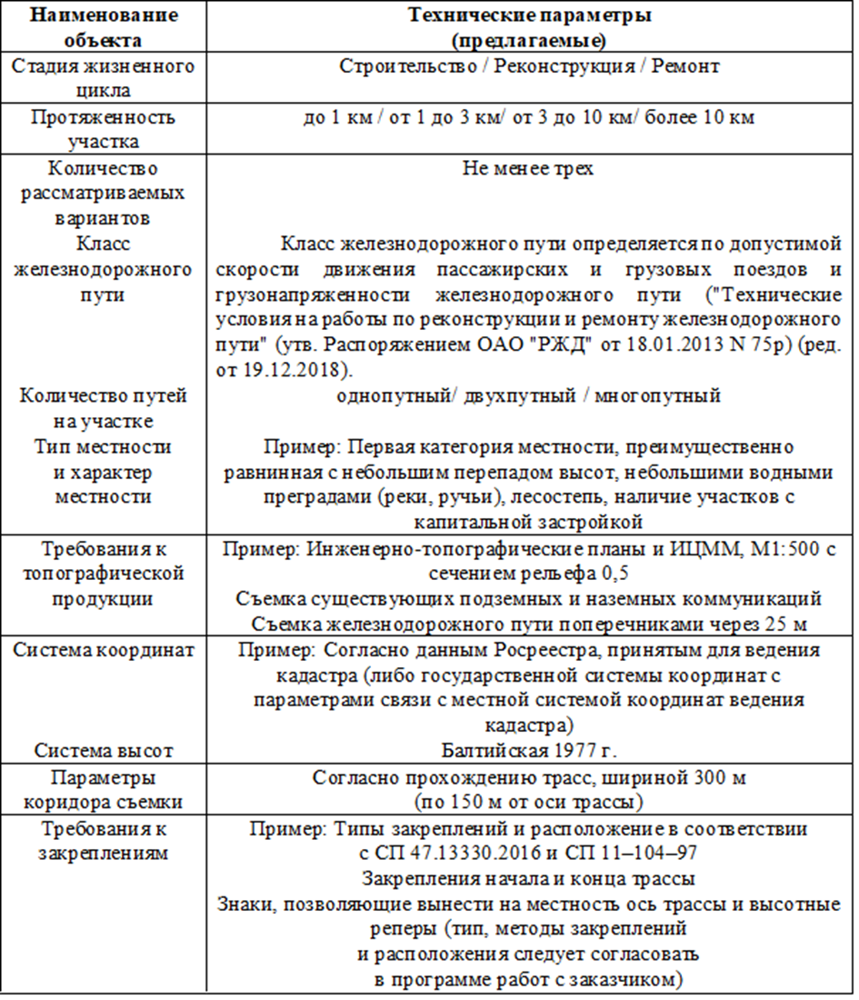 Наименование объекта
Технические параметры (предлагаемые)
Стадия жизненного цикла
Строительство / Реконструкция / Ремонт
Протяженность участка
до 1 км / от 1 до 3 км/ от 3 до 10 км/ более 10 км
Количество рассматриваемых вариантов
Не менее трех
Класс железнодорожного пути
Класс железнодорожного пути определяется по допустимой
скорости движения пассажирских и грузовых поездов и
грузонапряженности железнодорожного пути ("Технические
условия на работы по реконструкции и ремонту железнодорожного
пути" (утв. Распоряжением ОАО "РЖД" от 18.01.2013 N 75р) (ред.
от 19.12.2018).
Количество путей на участке
однопутный/ двухпутный / многопутный
Тип местности и характер местности
Пример: Первая категория местности, преимущественно
равнинная с небольшим перепадом высот, небольшими водными
преградами (реки, ручьи), лесостепь, наличие участков с
капитальной застройкой
Требования к топографической продукции
Пример: Инженерно-топографические планы и ИЦММ, М1:500 с
сечением рельефа 0,5
Съемка существующих подземных и наземных коммуникаций
Съемка железнодорожного пути поперечниками через 25 м
Система координат
Пример: Согласно данным Росреестра, принятым для ведения
кадастра (либо государственной системы координат с
параметрами связи с местной системой координат ведения
кадастра)
Система высот
Балтийская 1977 г.
Параметры коридора съемки
Согласно прохождению трасс, шириной 300 м
(по 150 м от оси трассы)
Требования к закреплениям
Пример: Типы закреплений и расположение в соответствии
с СП 47.13330.2016 и СП 11–104–97
Закрепления начала и конца трассы
Знаки, позволяющие вынести на местность ось трассы и высотные
реперы (тип, методы закреплений
и расположения следует согласовать
в программе работ с заказчиком)